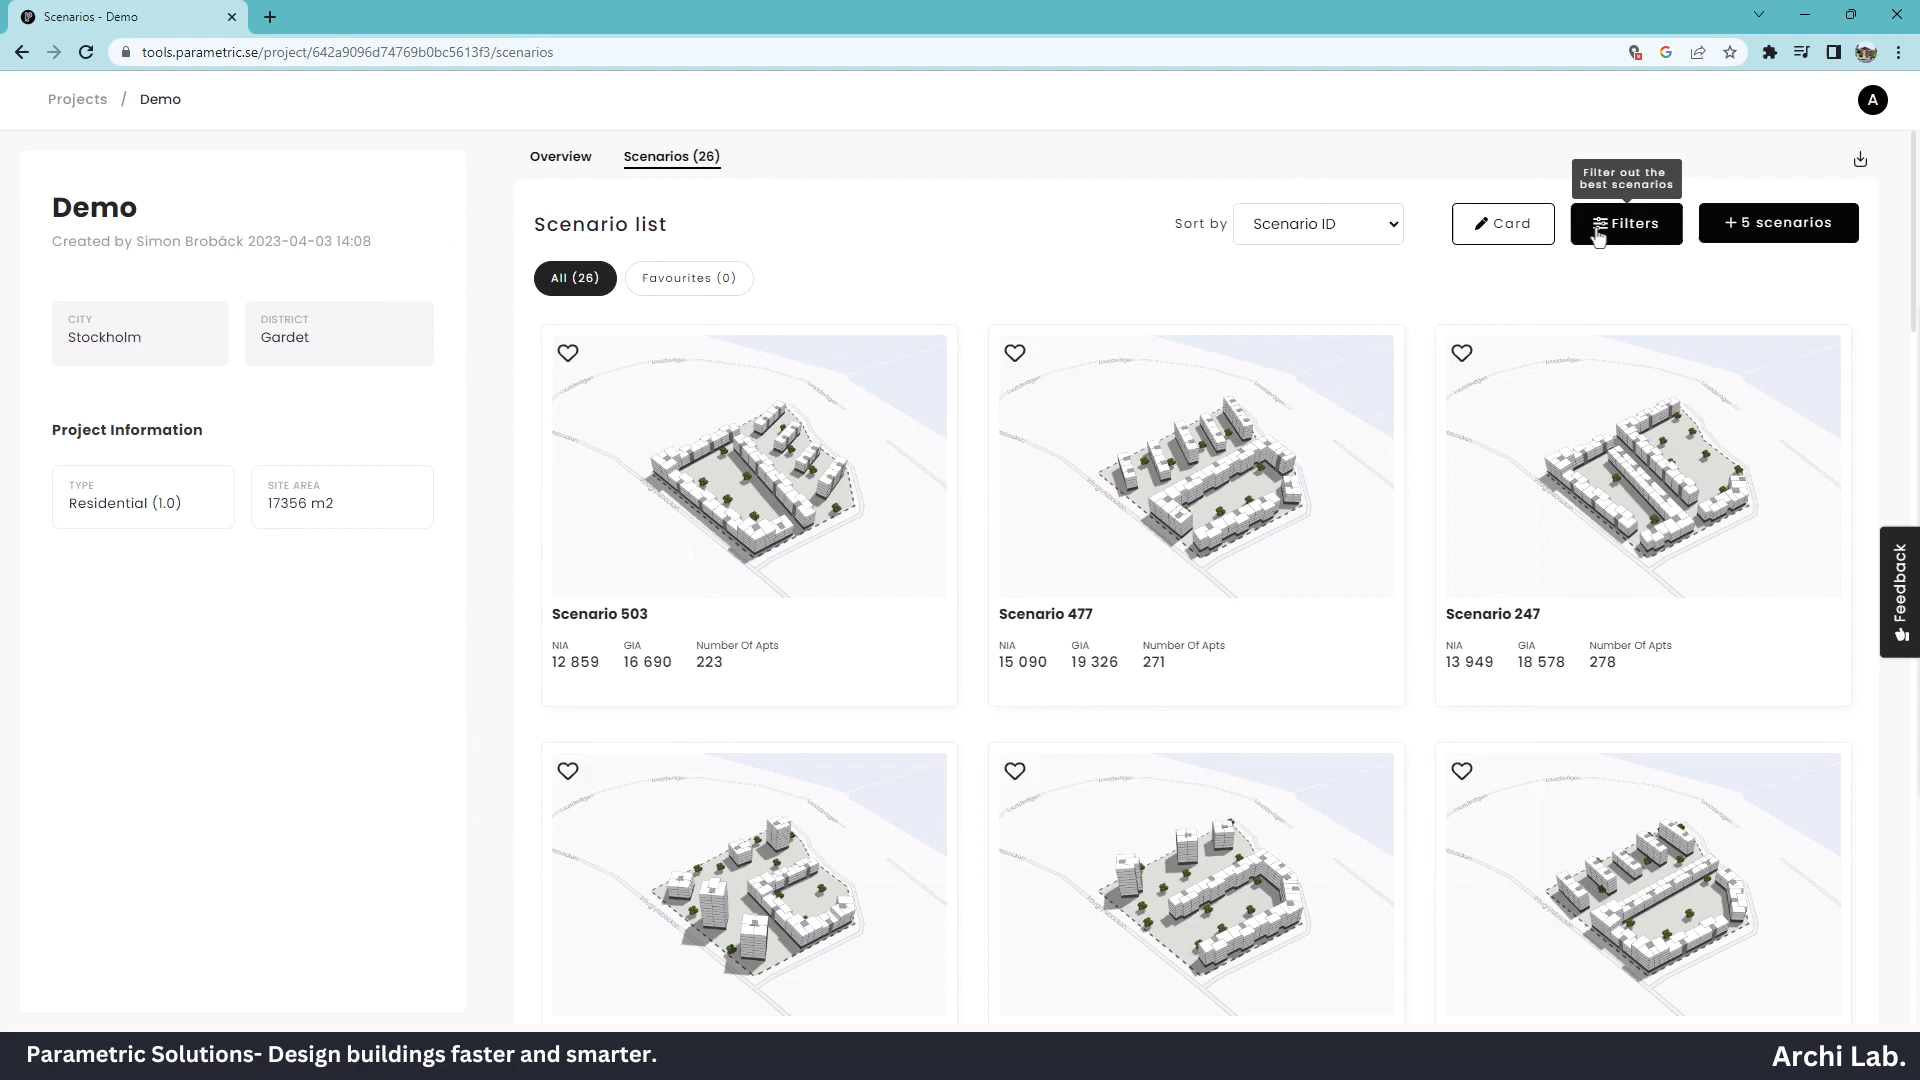 Scenarios - Demo
tools.parametric.se/project/642a9096d74769b0bc5613f3/scenarios
Projects / Demo
A
Demo
Created by Simon Brobäck 2023-04-03 14:08
CITY
Stockholm
DISTRICT
Gardet
Project Information
TYPE
Residential (1.0)
SITE AREA
17356 m2
Overview
Scenarios (26)
Filter out the
best scenarios
Scenario list
Sort by
Scenario ID
Card
Filters
+ 5 scenarios
All (26)
Favourites (0)
Scenario 503
NIA
12 859
GIA
16 690
Number Of Apts
223
Scenario 477
NIA
15 090
GIA
19 326
Number Of Apts
271
Scenario 247
NIA
13 949
GIA
18 578
Number Of Apts
278
Feedback
Parametric Solutions- Design buildings faster and smarter.
Archi Lab.